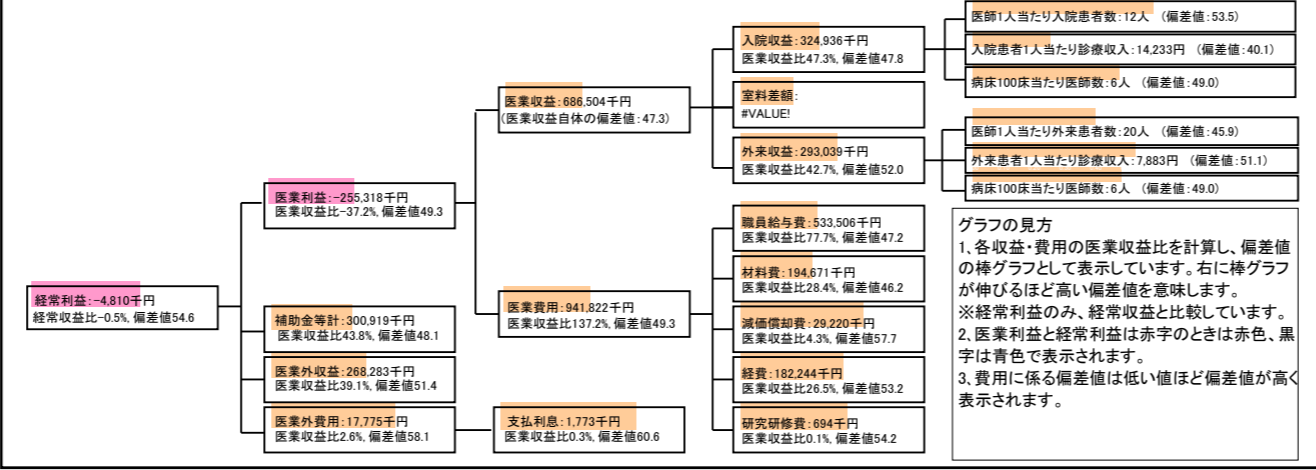 経常利益：-4,810千円
経常収益比-0.5%, 偏差値54.6
医業利益：-255,318千円
医業収益比-37.2%, 偏差値49.3
補助金等計：300,919千円
医業収益比43.8%, 偏差値48.1
医業外収益：268,283千円
医業収益比39.1%, 偏差値51.4
医業外費用：17,775千円
医業収益比2.6%, 偏差値58.1
医業収益：686,504千円
(医業収益自体の偏差値：47.3)
医業費用：941,822千円
医業収益比137.2%, 偏差値49.3
支払利息：1,773千円
医業収益比0.3%, 偏差値60.6
入院収益：324,936千円
医業収益比47.3%, 偏差値47.8
室料差額：
#VALUE!
外来収益：293,039千円
医業収益比42.7%, 偏差値52.0
職員給与費：533,506千円
医業収益比77.7%, 偏差値47.2
材料費：194,671千円
医業収益比28.4%, 偏差値46.2
減価償却費：29,220千円
医業収益比4.3%, 偏差値57.7
経費：182,244千円
医業収益比26.5%, 偏差値53.2
研究研修費：694千円
医業収益比0.1%, 偏差値54.2
医師1人当たり入院患者数：12人 （偏差値：53.5）
入院患者1人当たり診療収入：14,233円 （偏差値：40.1）
病床100床当たり医師数：6人 （偏差値：49.0）
医師1人当たり外来患者数：20人 （偏差値：45.9）
外来患者1人当たり診療収入：7,883円 （偏差値：51.1）
病床100床当たり医師数：6人 （偏差値：49.0）
グラフの見方
1、各収益・費用の医業収益比を計算し、偏差値
の棒グラフとして表示しています。右に棒グラフ
が伸びるほど高い偏差値を意味します。
※経常利益のみ、経常収益と比較しています。
2、医業利益と経常利益は赤字のときは赤色、黒
字は青色で表示されます。
3、費用に係る偏差値は低い値ほど偏差値が高く
表示されます。